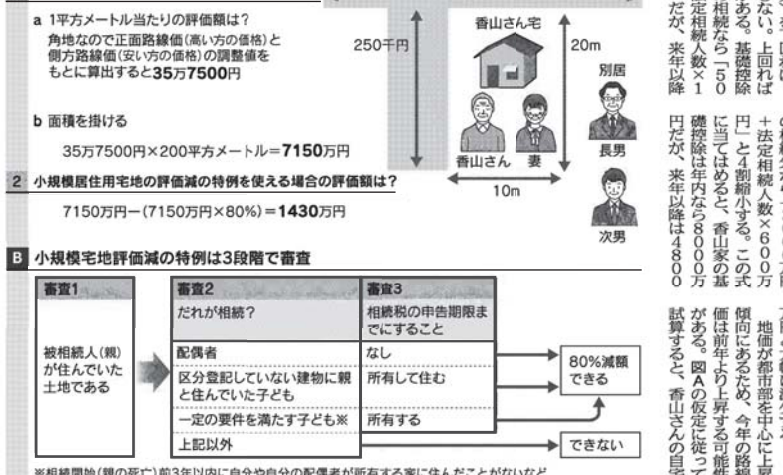 a 1平方メートル当たりの評価額は?
角地なので正面路線価(高い方の価格)と
側方路線価(安い方の価格)の調整値を
もとに算出すると35万7500円
b 面積を掛ける
35万7500円×200平方メートル=7150万円
250千円
香山さん宅
20m
別居
長男
香山さん 妻
10m
次男
2 小規模居住用宅地の評価減の特例を使える場合の評価額は?
7150万円ー(7150万円×80%)=1430万円
B 小規模宅地評価減の特例は3段階で審査
審査1
被相続人(親)
が住んでいた
土地である
審査2
だれが相続?
審査3
相続税の申告期限ま
でにすること
配偶者
なし
区分登記していない建物に親
と住んでいた子ども
所有して住む
一定の要件を満たす子ども※
所有する
上記以外
80%減額
できる
できない
※相続開始(親の死亡)前3年以内に自分や自分の配偶者が所有する家に住んだことがないなど
ない。上回れば
ある。基礎控除
相続なら「50
定相続人数×1
だが、来年以降
+法定相続人数×600万
円」と4割縮小する。この式
に当てはめると、香山家の基
礎控除は年内なら8000万
円だが、来年以降は4800
地価が都市部を中心に上昇
傾向にあるため、今年の路線
価は前年より上昇する可能性
がある。図Aの仮定に従って
試算すると、香山さんの自宅